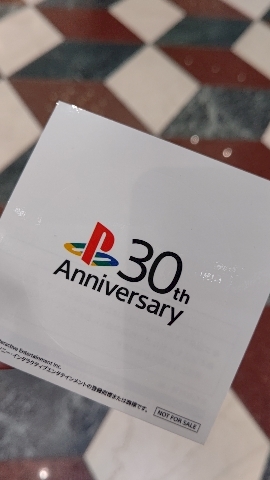 30th
Anniversary
Interactive Entertainment Inc.
ニー・インタラクティブエンタテインメントの登録商標または商標です。
NOT FOR SALE